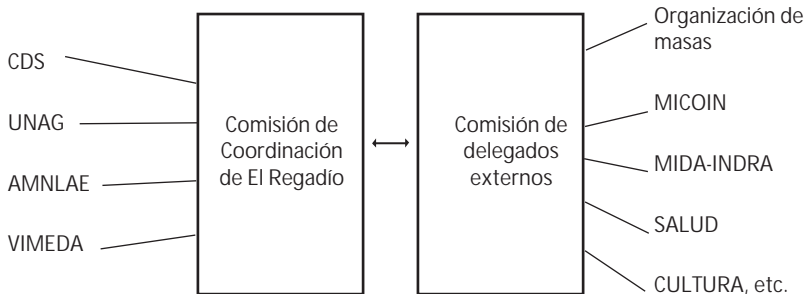 CDS
UNAG
AMNLAE
VIMEDA
Comisión de
Coordinación
de El Regadío
Comisión de
delegados
externos
Organización de
masas
MICOIN
MIDA-INDRA
SALUD
CULTURA, etc.